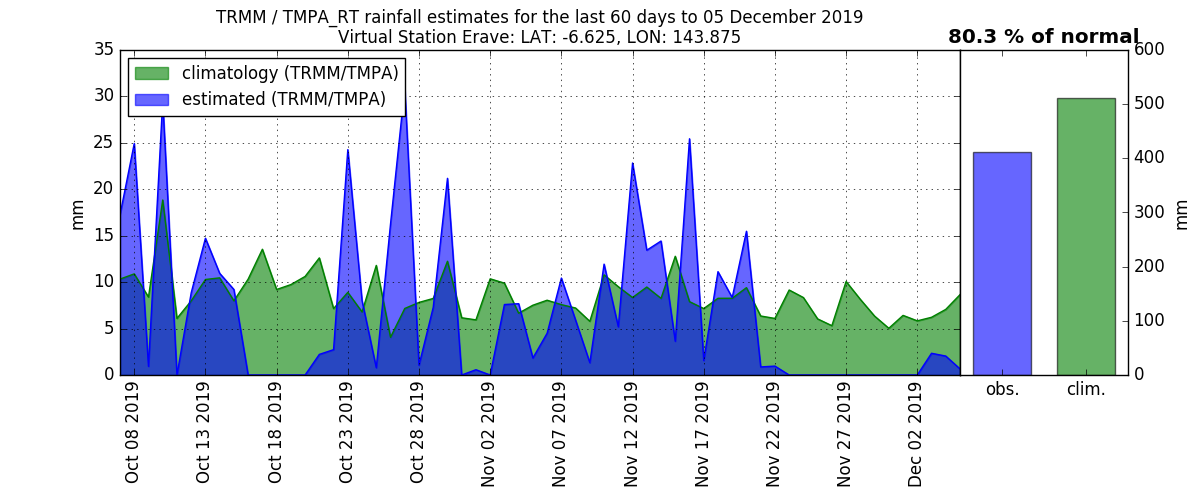 TRMM / TMPA_RT rainfall estimates for the last 60 days to 05 December 2019
Virtual Station Erave: LAT: -6.625, LON: 143.875
80.3 % of normal
climatology (TRMM/TMPA)
estimated (TRMM/TMPA)
35
30
25
20
15
10
5
0
mm
Oct 08 2019
Oct 13 2019
Oct 18 2019
Oct 23 2019
Oct 28 2019
Nov 02 2019
Nov 07 2019
Nov 12 2019
Nov 17 2019
Nov 22 2019
Nov 27 2019
Dec 02 2019
600
500
400
300
200
100
0
mm
obs.
clim.